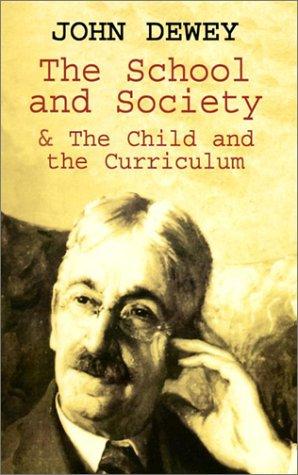 JOHN DEWEY
The School
and Society
& The Child and
the Curriculum